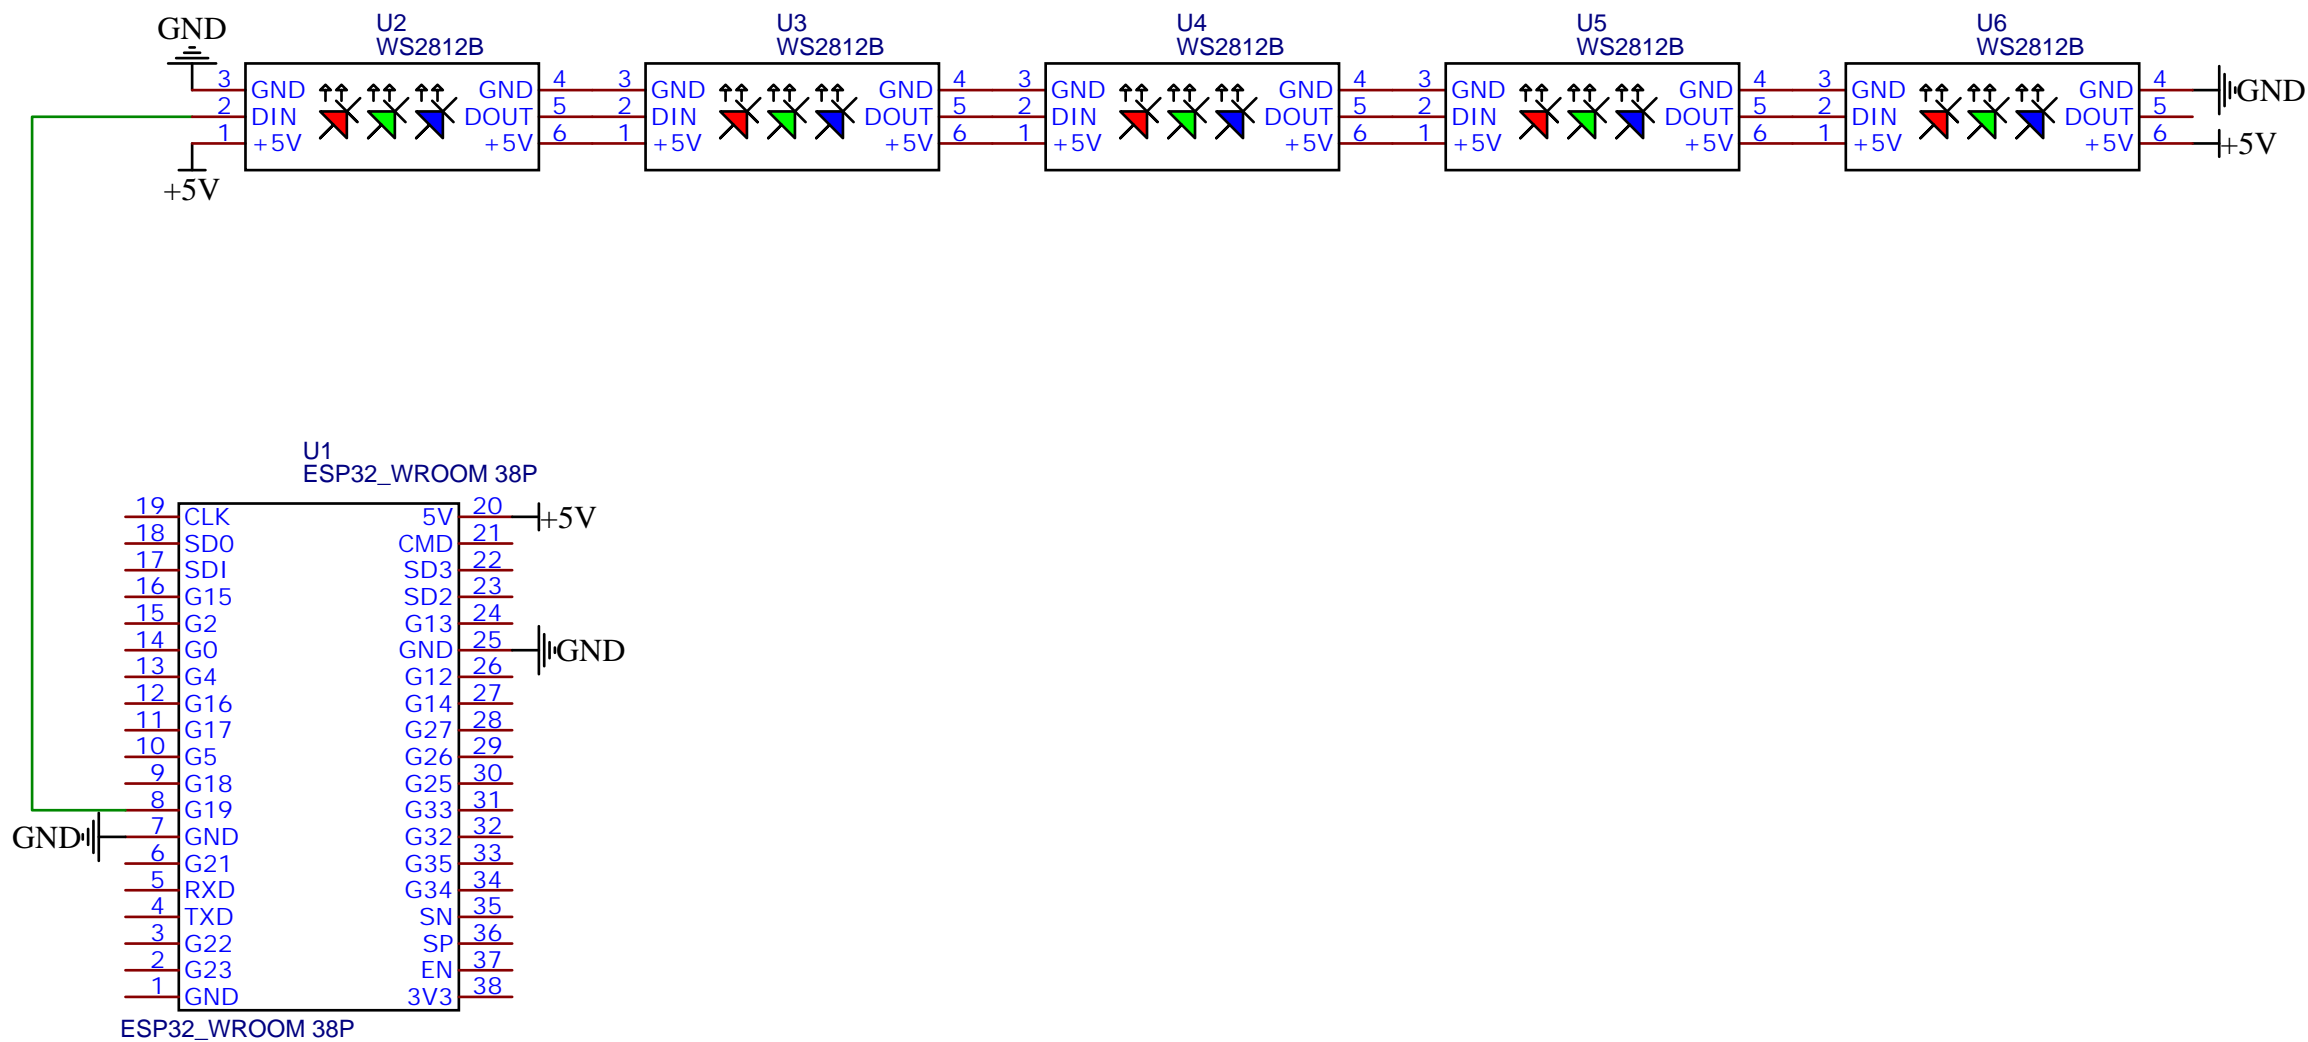 GND
U2
WS2812B
3 GND GND 4
2 DIN DOUT 5
1 +5V +5V 6
+5V
U3
WS2812B
3 GND GND 4
2 DIN DOUT 5
1 +5V +5V 6
U4
WS2812B
3 GND GND 4
2 DIN DOUT 5
1 +5V +5V 6
U5
WS2812B
3 GND GND 4
2 DIN DOUT 5
1 +5V +5V 6
U6
WS2812B
3 GND GND 4 GND
2 DIN DOUT 5
1 +5V +5V 6 +5V
U1
ESP32_WROOM 38P
19 CLK 5V 20 +5V
18 SD0 CMD 21
17 SDI SD3 22
16 G15 SD2 23
15 G2 G13 24
14 G0 GND 25 GND
13 G4 G12 26
12 G16 G14 27
11 G17 G27 28
10 G5 G26 29
9 G18 G25 30
8 G19 G33 31
GND 7 GND G32 32
6 G21 G35 33
5 RXD G34 34
4 TXD SN 35
3 G22 SP 36
2 G23 EN 37
1 GND 3V3 38
ESP32_WROOM 38P